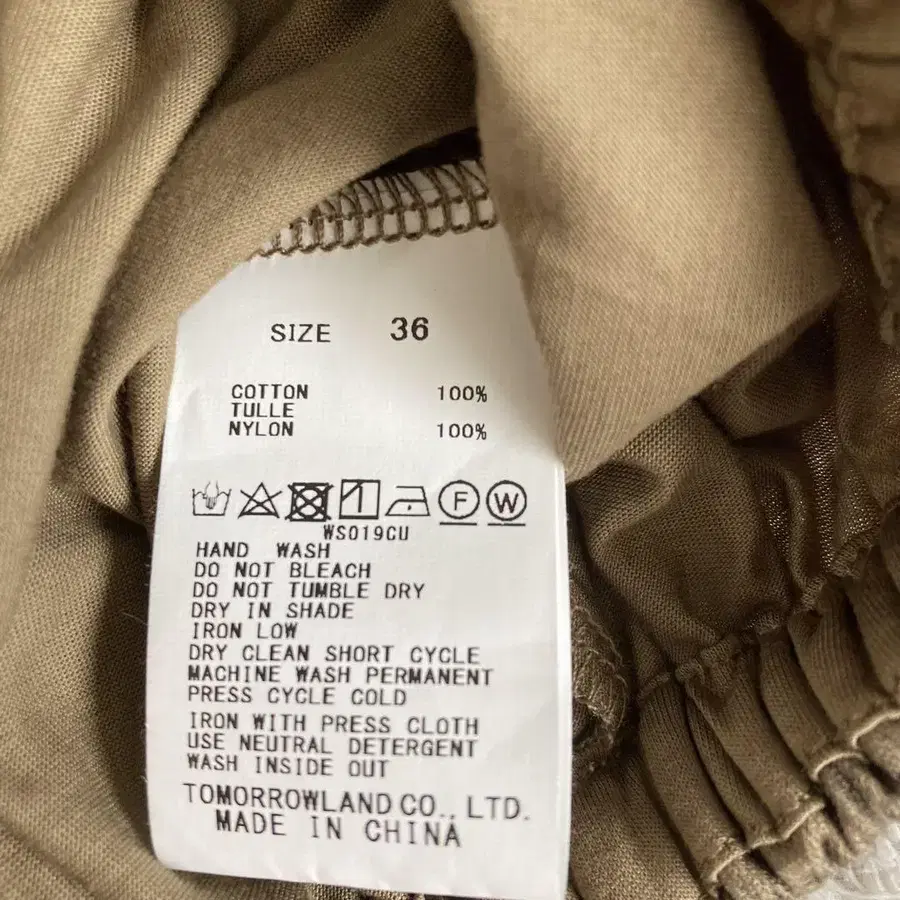 SIZE 36
COTTON 100%
TULLE
NYLON 100%
F W
WS019CU
HAND WASH
DO NOT BLEACH
DO NOT TUMBLE DRY
DRY IN SHADE
IRON LOW
DRY CLEAN SHORT CYCLE
MACHINE WASH PERMANENT
PRESS CYCLE COLD
IRON WITH PRESS CLOTH
USE NEUTRAL DETERGENT
WASH INSIDE OUT
TOMORROWLAND CO., LTD.
MADE IN CHINA